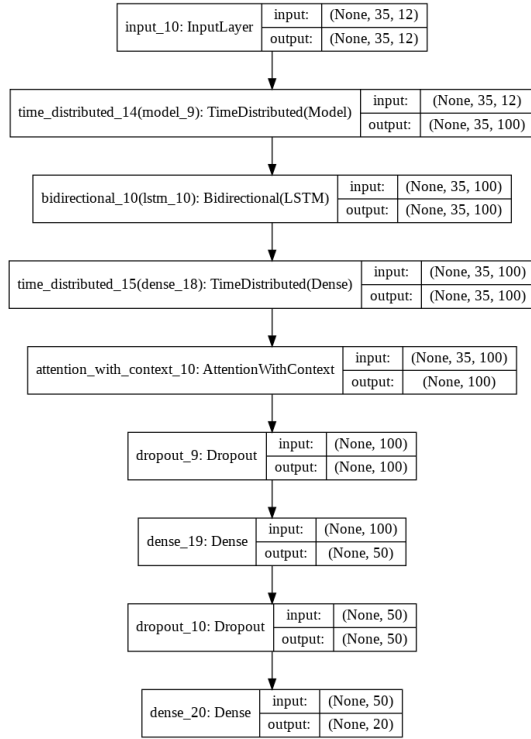 input_10: InputLayer
input: (None, 35, 12)
output: (None, 35, 12)
time_distributed_14(model_9): TimeDistributed(Model)
input: (None, 35, 12)
output: (None, 35, 100)
bidirectional_10(lstm_10): Bidirectional(LSTM)
input: (None, 35, 100)
output: (None, 35, 100)
time_distributed_15(dense_18): TimeDistributed(Dense)
input: (None, 35, 100)
output: (None, 35, 100)
attention_with_context_10: AttentionWithContext
input: (None, 35, 100)
output: (None, 100)
dropout_9: Dropout
input: (None, 100)
output: (None, 100)
dense_19: Dense
input: (None, 100)
output: (None, 50)
dropout_10: Dropout
input: (None, 50)
output: (None, 50)
dense_20: Dense
input: (None, 50)
output: (None, 20)